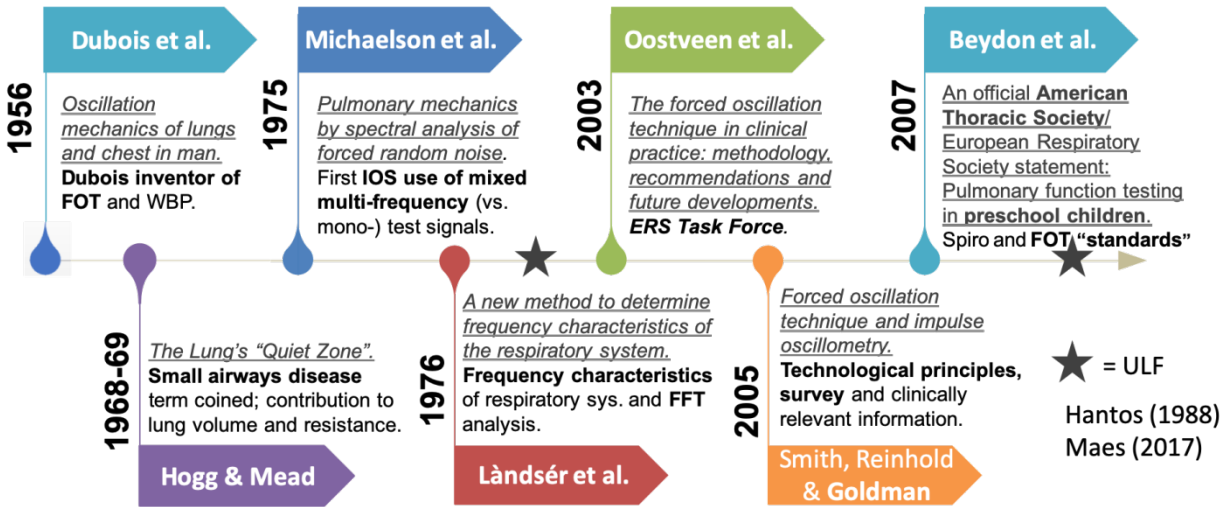 Dubois et al.
1956
Oscillation
mechanics of lungs
and chest in man.
Dubois inventor of
FOT and WBP.
Michaelson et al.
1975
Pulmonary mechanics
by spectral analysis of
forced random noise.
First IOS use of mixed
multi-frequency (vs.
mono-) test signals.
Oostveen et al.
2003
The forced oscillation
technique in clinical
practice: methodology,
recommendations and
future developments.
ERS Task Force.
Beydon et al.
2007
An official American
Thoracic Society/
European Respiratory
Society statement:
Pulmonary function testing
in preschool children.
Spiro and FOT “standards”
1968-69
The Lung’s “Quiet Zone”.
Small airways disease
term coined; contribution to
lung volume and resistance.
Hogg & Mead
1976
A new method to determine
frequency characteristics of
the respiratory system.
Frequency characteristics
of respiratory sys. and FFT
analysis.
Làndsér et al.
2005
Forced oscillation
technique and impulse
oscillometry.
Technological principles,
survey and clinically
relevant information.
Smith, Reinhold
& Goldman
= ULF
Hantos (1988)
Maes (2017)